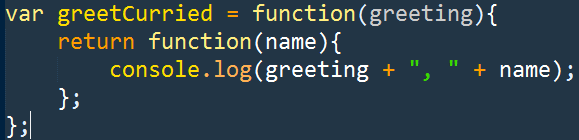 var greetCurried = function(greeting){
    return function(name){
        console.log(greeting + ", " + name);
    };
};